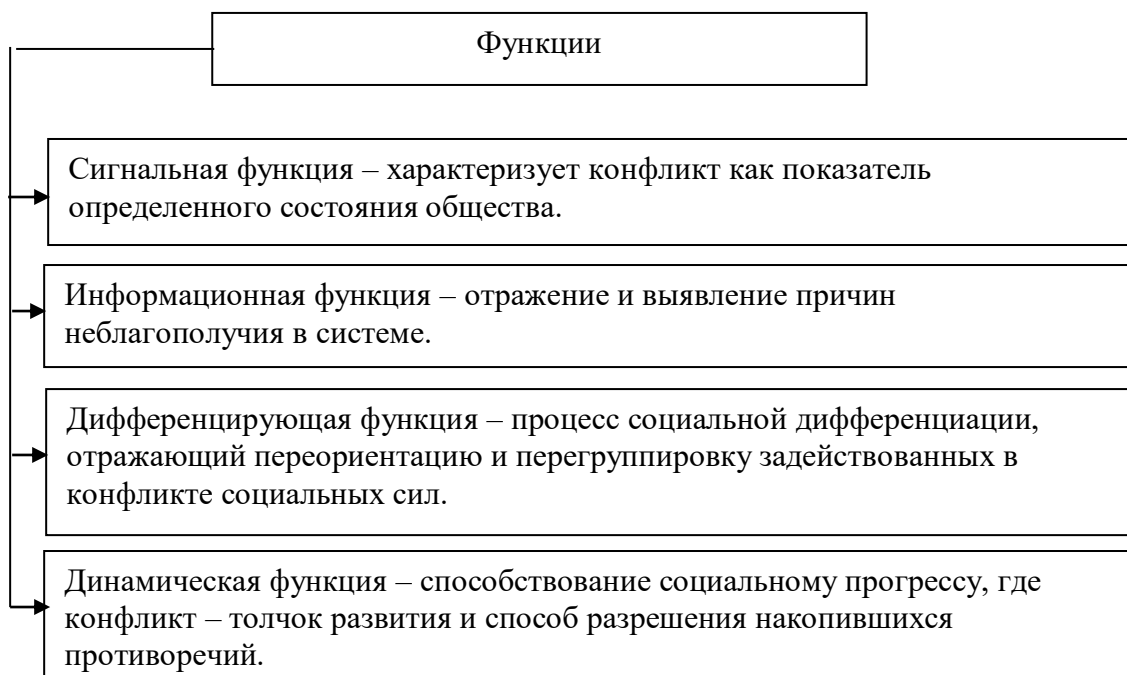 Функции
Сигнальная функция – характеризует конфликт как показатель
определенного состояния общества.
Информационная функция – отражение и выявление причин
неблагополучия в системе.
Дифференцирующая функция – процесс социальной дифференциации,
отражающий переориентацию и перегруппировку задействованных в
конфликте социальных сил.
Динамическая функция – способствование социальному прогрессу, где
конфликт – толчок развития и способ разрешения накопившихся
противоречий.